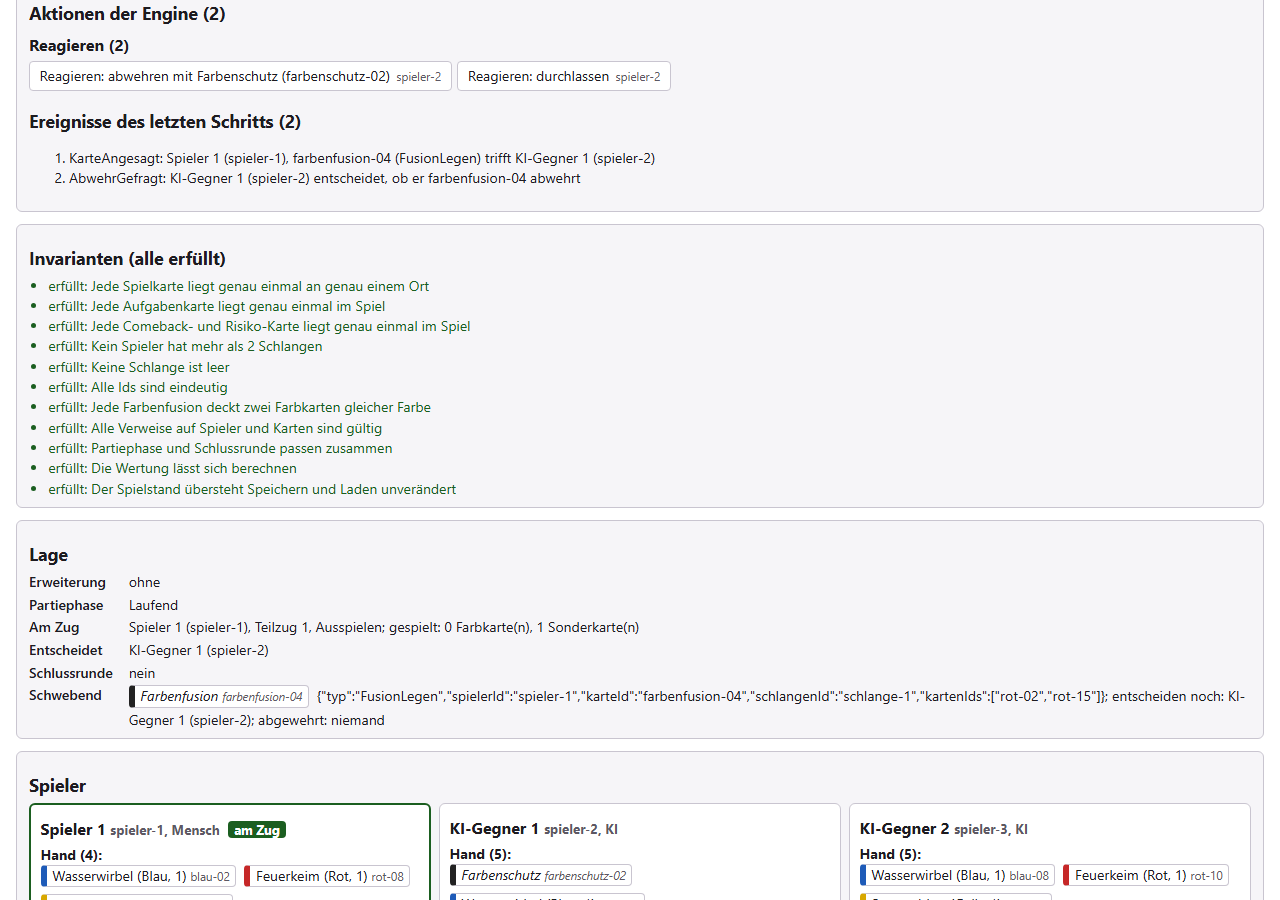 Aktionen der Engine (2)
Reagieren (2)
Reagieren: abwehren mit Farbenschutz (farbenschutz-02) spieler-2
Reagieren: durchlassen spieler-2
Ereignisse des letzten Schritts (2)
1. KarteAngesagt: Spieler 1 (spieler-1), farbenfusion-04 (FusionLegen) trifft KI-Gegner 1 (spieler-2)
2. AbwehrGefragt: KI-Gegner 1 (spieler-2) entscheidet, ob er farbenfusion-04 abwehrt
Invarianten (alle erfüllt)
erfüllt: Jede Spielkarte liegt genau einmal an genau einem Ort
erfüllt: Jede Aufgabenkarte liegt genau einmal im Spiel
erfüllt: Jede Comeback- und Risiko-Karte liegt genau einmal im Spiel
erfüllt: Kein Spieler hat mehr als 2 Schlangen
erfüllt: Keine Schlange ist leer
erfüllt: Alle Ids sind eindeutig
erfüllt: Jede Farbenfusion deckt zwei Farbkarten gleicher Farbe
erfüllt: Alle Verweise auf Spieler und Karten sind gültig
erfüllt: Partiephase und Schlussrunde passen zusammen
erfüllt: Die Wertung lässt sich berechnen
erfüllt: Der Spielstand übersteht Speichern und Laden unverändert
Lage
Erweiterung ohne
Partiephase Laufend
Am Zug Spieler 1 (spieler-1), Teilzug 1, Ausspielen; gespielt: 0 Farbkarte(n), 1 Sonderkarte(n)
Entscheidet KI-Gegner 1 (spieler-2)
Schlussrunde nein
Schwebend Farbenfusion farbenfusion-04 {"typ":"FusionLegen","spielerId":"spieler-1","karteId":"farbenfusion-04","schlangenId":"schlange-1","kartenIds":["rot-02","rot-15"]}; entscheiden noch: KI-
Gegner 1 (spieler-2); abgewehrt: niemand
Spieler
Spieler 1 spieler-1, Mensch am Zug
Hand (4):
Wasserwirbel (Blau, 1) blau-02
Feuerkeim (Rot, 1) rot-08
KI-Gegner 1 spieler-2, KI
Hand (5):
Farbenschutz farbenschutz-02
KI-Gegner 2 spieler-3, KI
Hand (5):
Wasserwirbel (Blau, 1) blau-08
Feuerkeim (Rot, 1) rot-10